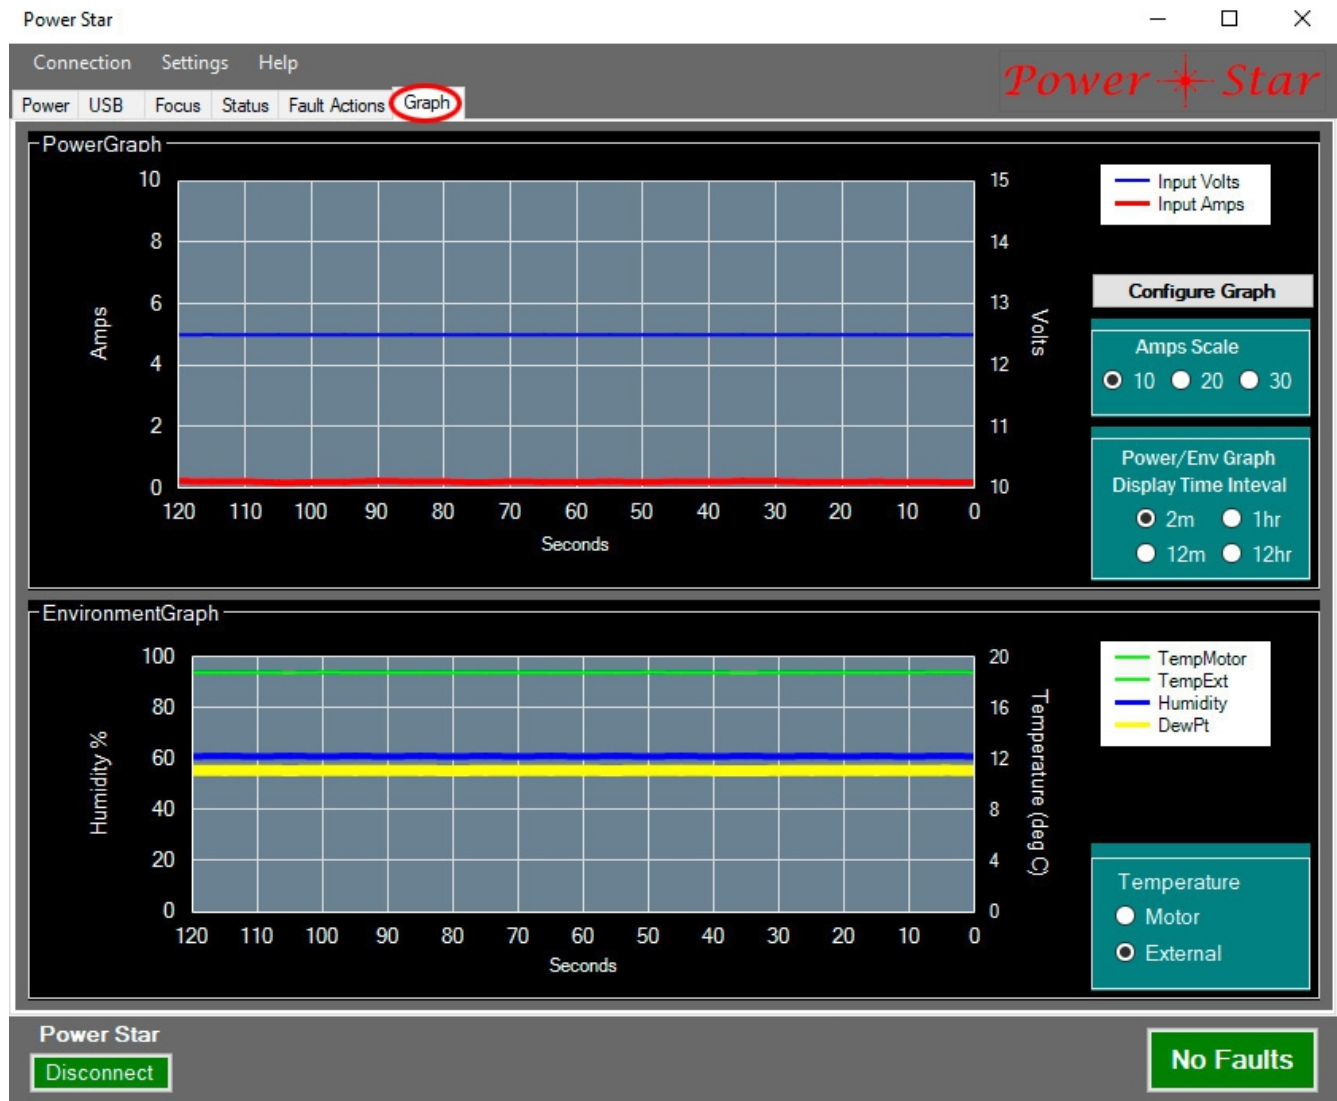 Power Star
Connection Settings Help
Power Star
Power USB Focus Status Fault Actions Graph
PowerGraph
10
8
6
4
2
0
Amps
15
14
13
12
11
10
Volts
120 110 100 90 80 70 60 50 40 30 20 10 0
Seconds
Input Volts
Input Amps
Configure Graph
Amps Scale
10 20 30
Power/Env Graph
Display Time Inteval
2m 1hr
12m 12hr
EnvironmentGraph
100
80
60
40
20
0
Humidity %
20
16
12
8
4
0
Temperature (deg C)
120 110 100 90 80 70 60 50 40 30 20 10 0
Seconds
TempMotor
TempExt
Humidity
DewPt
Temperature
Motor
External
Power Star
Disconnect
No Faults